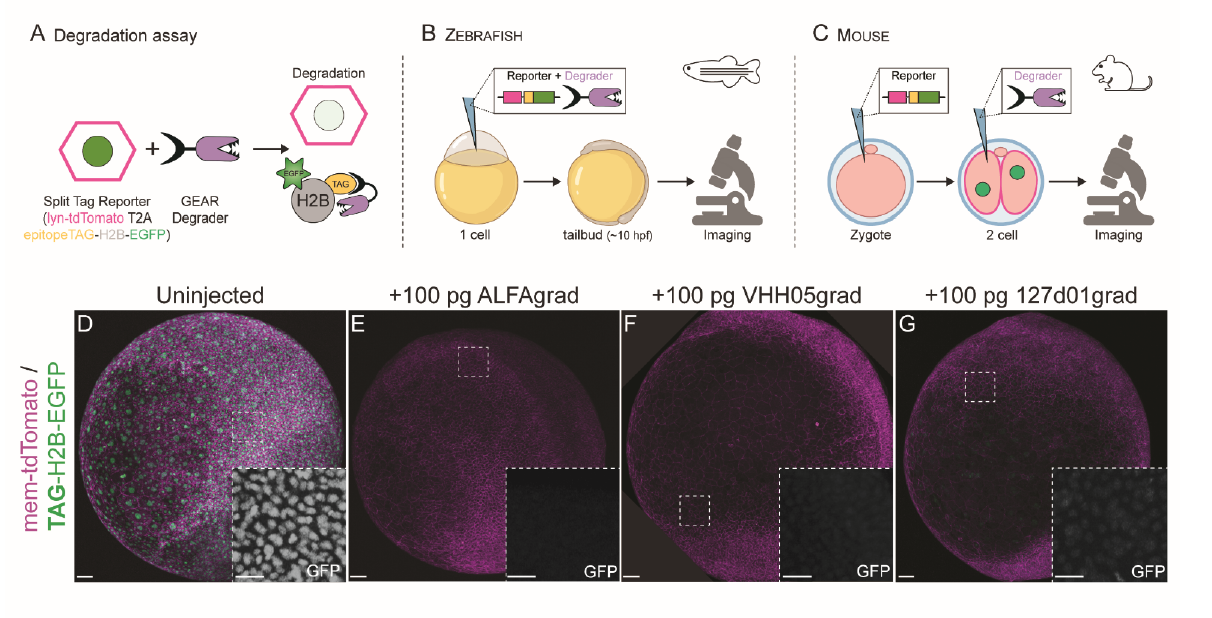 A Degradation assay
Degradation
+
EGFP
TAG
H2B
Split Tag Reporter
(lyn-tdTomato T2A
epitopeTAG-H2B-EGFP)
GEAR
Degrader
B ZEBRAFISH
Reporter + Degrader
1 cell
tailbud (~10 hpf)
Imaging
C MOUSE
Reporter
Degrader
Zygote
2 cell
Imaging
mem-tdTomato /
TAG-H2B-EGFP
Uninjected
D
GFP
+100 pg ALFAgrad
E
GFP
+100 pg VHH05grad
F
GFP
+100 pg 127d01grad
G
GFP